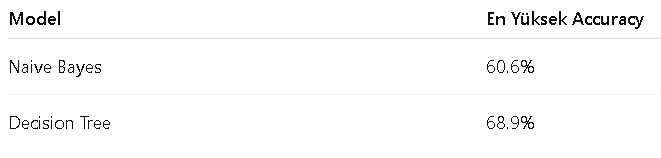 Model En Yüksek Accuracy
Naive Bayes 60.6%
Decision Tree 68.9%